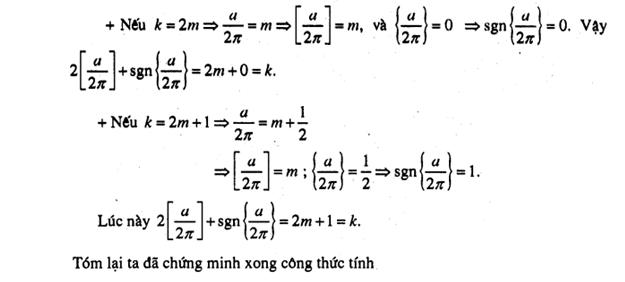 + Nếu k = 2m ⇒ a/2π = m ⇒ [a/2π] = m, và {a/2π} = 0 ⇒ sgn{a/2π} = 0. Vậy
2[a/2π] + sgn{a/2π} = 2m + 0 = k.
+ Nếu k = 2m + 1 ⇒ a/2π = m + 1/2
⇒ [a/2π] = m ; {a/2π} = 1/2 ⇒ sgn{a/2π} = 1.
Lúc này 2[a/2π] + sgn{a/2π} = 2m + 1 = k.
Tóm lại ta đã chứng minh xong công thức tính